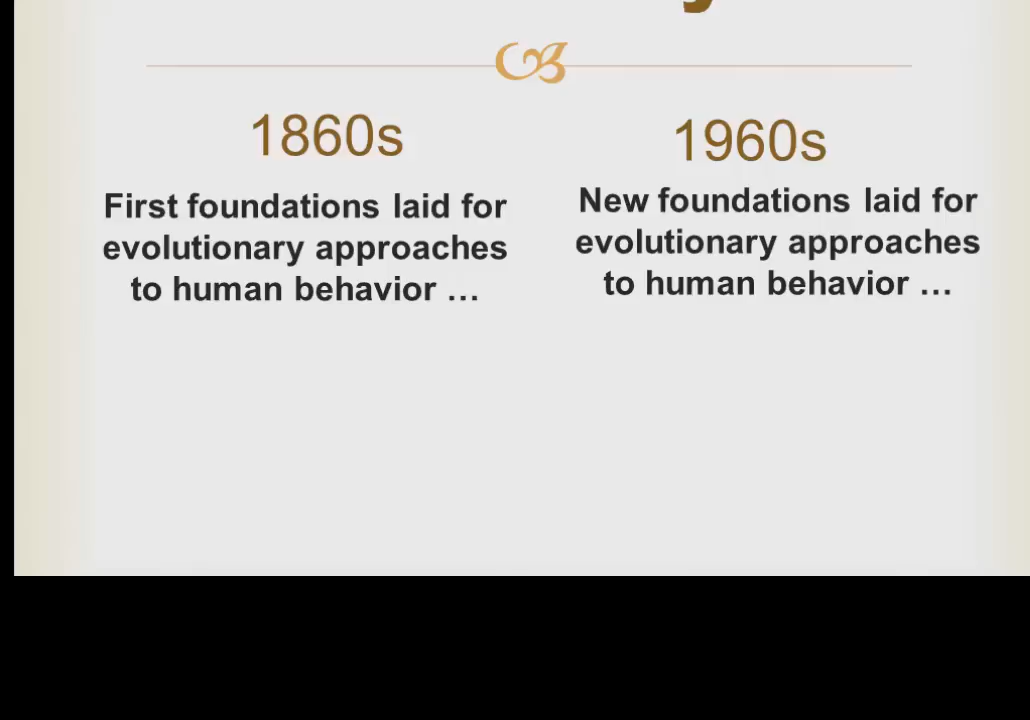 1860s
First foundations laid for
evolutionary approaches
to human behavior …
1960s
New foundations laid for
evolutionary approaches
to human behavior …